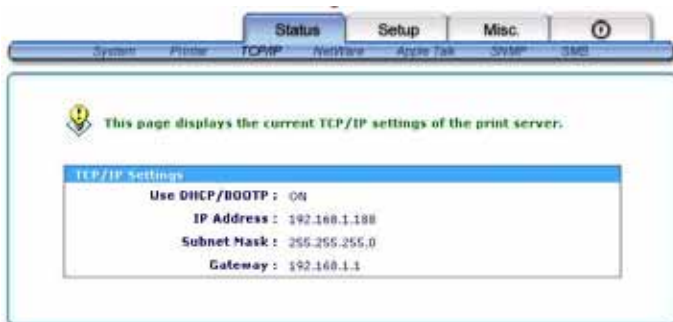 Status Setup Misc.
System Printer TCP/IP NetWare Apple Talk SNMP SMB
This page displays the current TCP/IP settings of the print server.
TCP/IP Settings
Use DHCP/BOOTP : ON
IP Address : 192.168.1.188
Subnet Mask : 255.255.255.0
Gateway : 192.168.1.1